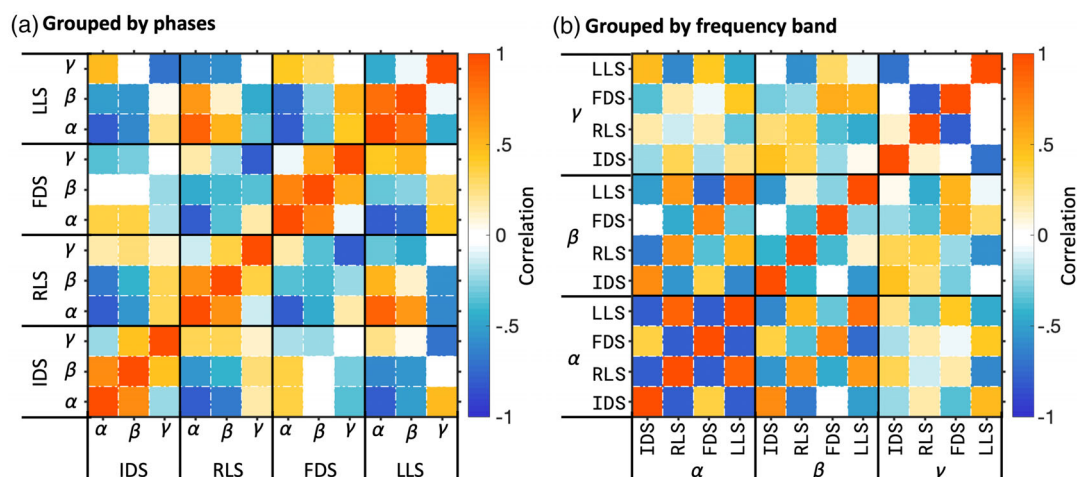 (a) Grouped by phases
γ
LLS β
α
γ
FDS β
α
γ
RLS β
α
γ
IDS β
α
α β γ α β γ α β γ α β γ
IDS RLS FDS LLS
1
.5
0
-.5
-1
Correlation
(b) Grouped by frequency band
LLS
FDS
γ
RLS
IDS
LLS
FDS
β
RLS
IDS
LLS
FDS
α
RLS
IDS
IDS RLS FDS LLS IDS RLS FDS LLS IDS RLS FDS LLS
α β γ
1
.5
0
-.5
-1
Correlation